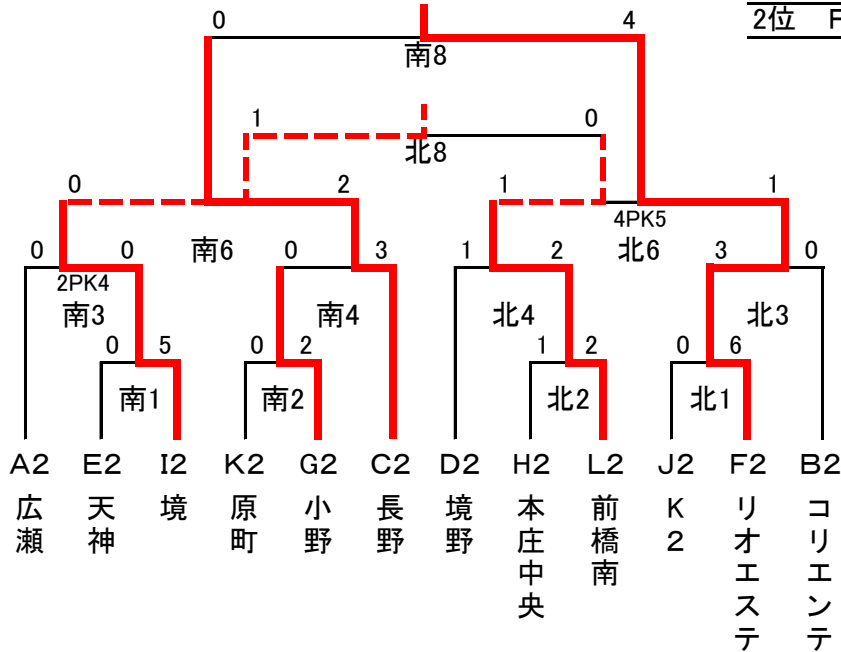 2位 F
0 4
南8
1 0
北8
0 2 1 1
4PK5
南6 北6
0 0 0 3 1 2 3 0
2PK4
南3 南4 北4 北3
0 5 0 2 1 2 0 6
南1 南2 北2 北1
A2 E2 I2 K2 G2 C2 D2 H2 L2 J2 F2 B2
広瀬
天神
境
原町
小野
長野
境野
本庄中央
前橋南
K2
リオエステ
コリエンテ